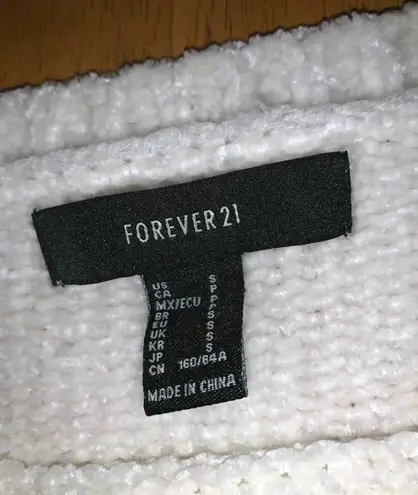 FOREVER 21
US S
CA P
MX/ECU P
BR P
EU S
UK S
KR S
JP S
CN 160/84A
MADE IN CHINA